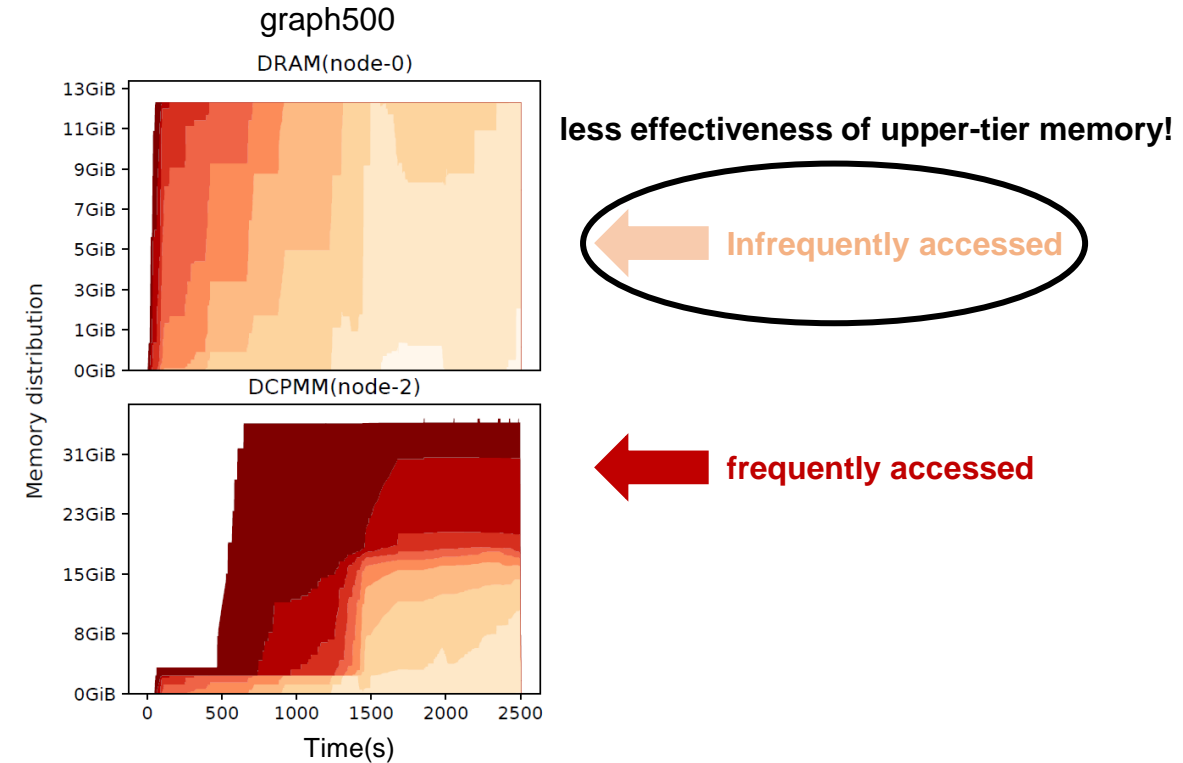 graph500
DRAM(node-0)
13GiB
11GiB
9GiB
7GiB
5GiB
3GiB
1GiB
0GiB
less effectiveness of upper-tier memory!
Infrequently accessed
Memory distribution
DCPMM(node-2)
31GiB
23GiB
15GiB
8GiB
0GiB
frequently accessed
0 500 1000 1500 2000 2500
Time(s)